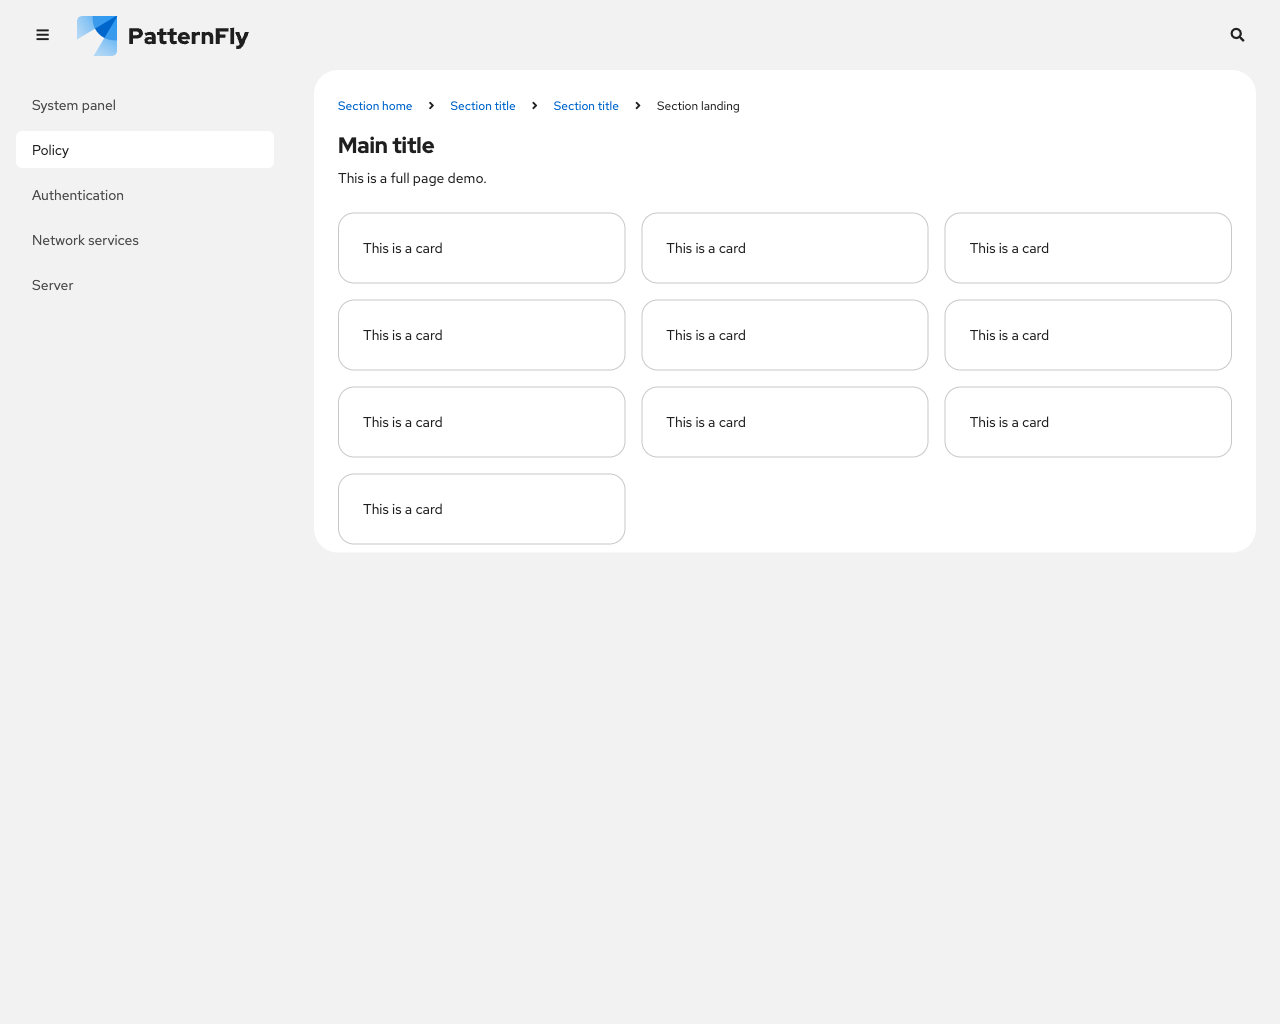 PatternFly
System panel
Policy
Authentication
Network services
Server
Section home Section title Section title Section landing
Main title
This is a full page demo.
This is a card This is a card This is a card
This is a card This is a card This is a card
This is a card This is a card This is a card
This is a card